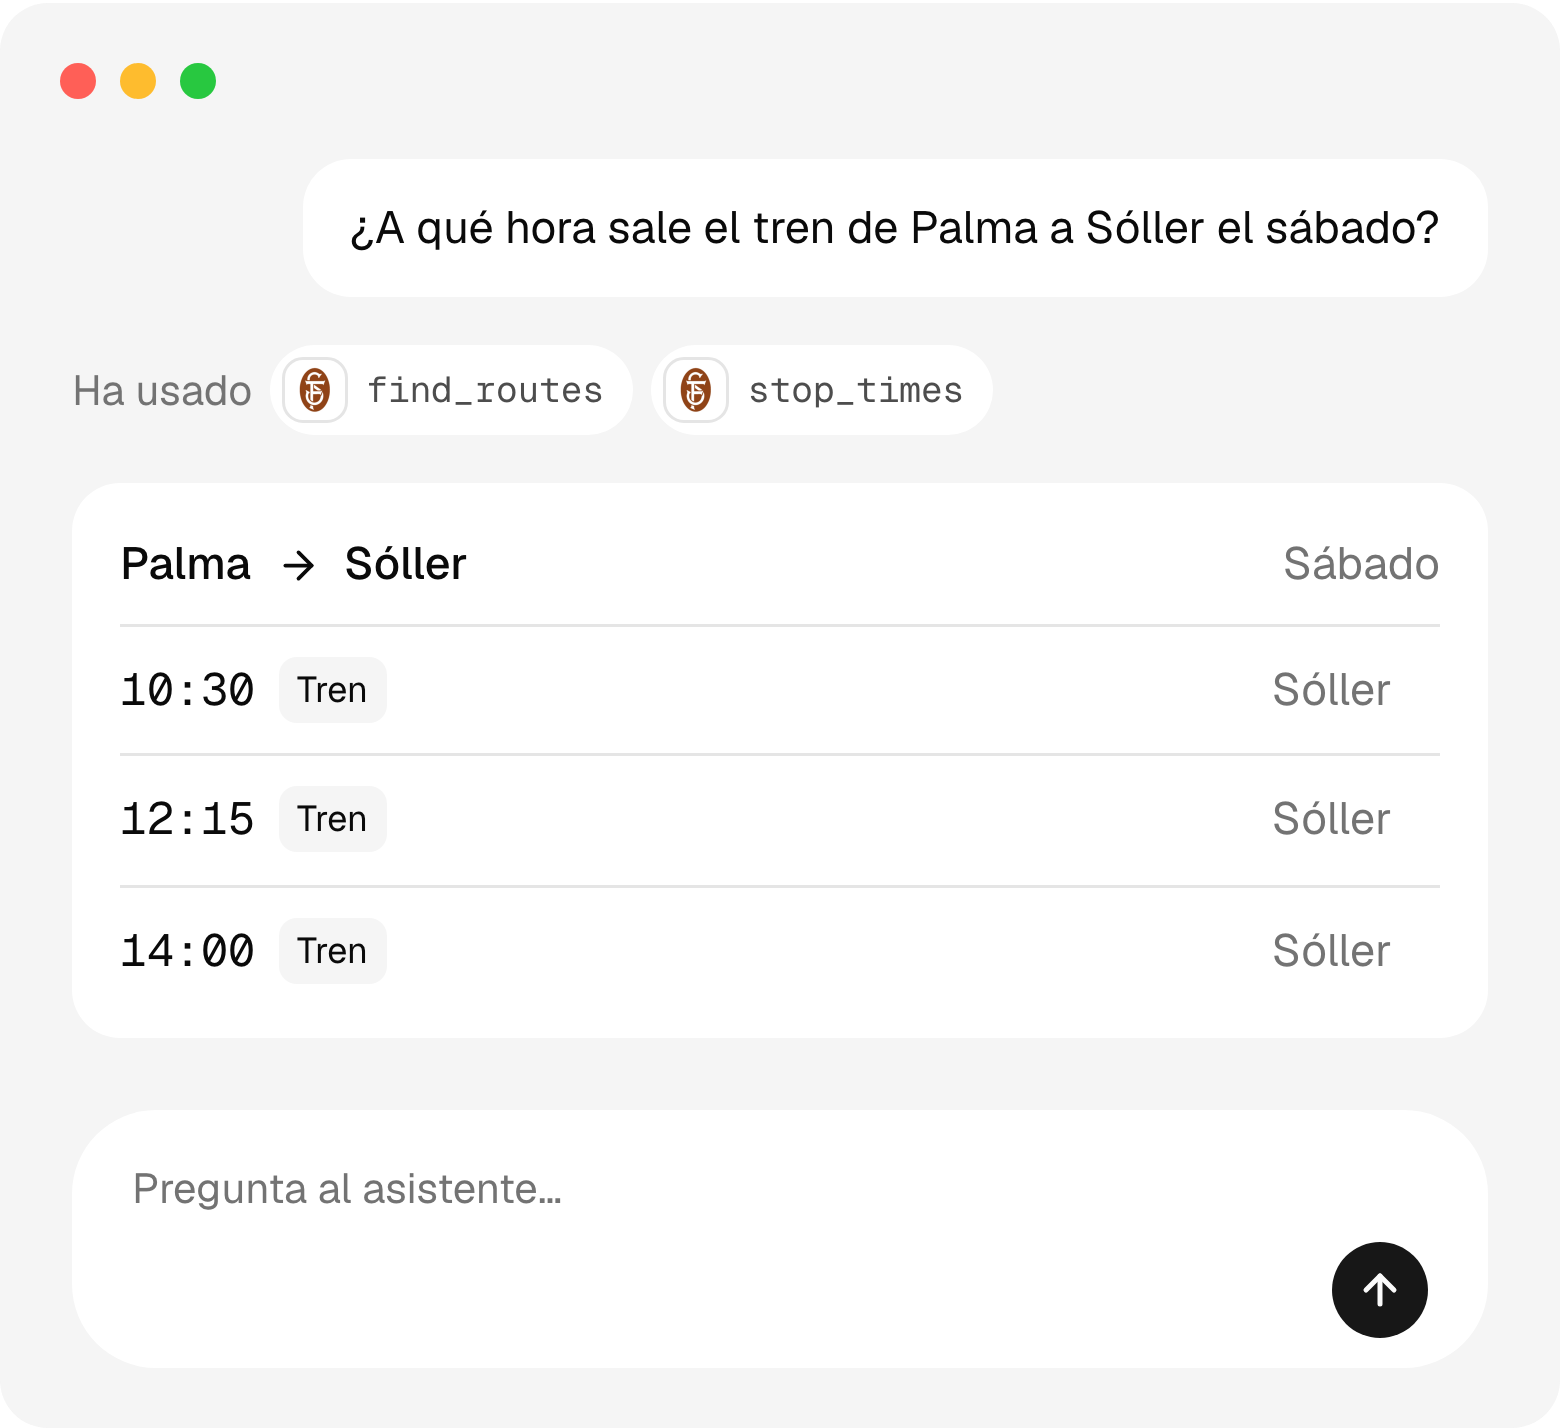 ¿A qué hora sale el tren de Palma a Sóller el sábado?
Ha usado find_routes stop_times
Palma → Sóller Sábado
10:30 Tren Sóller
12:15 Tren Sóller
14:00 Tren Sóller
Pregunta al asistente…